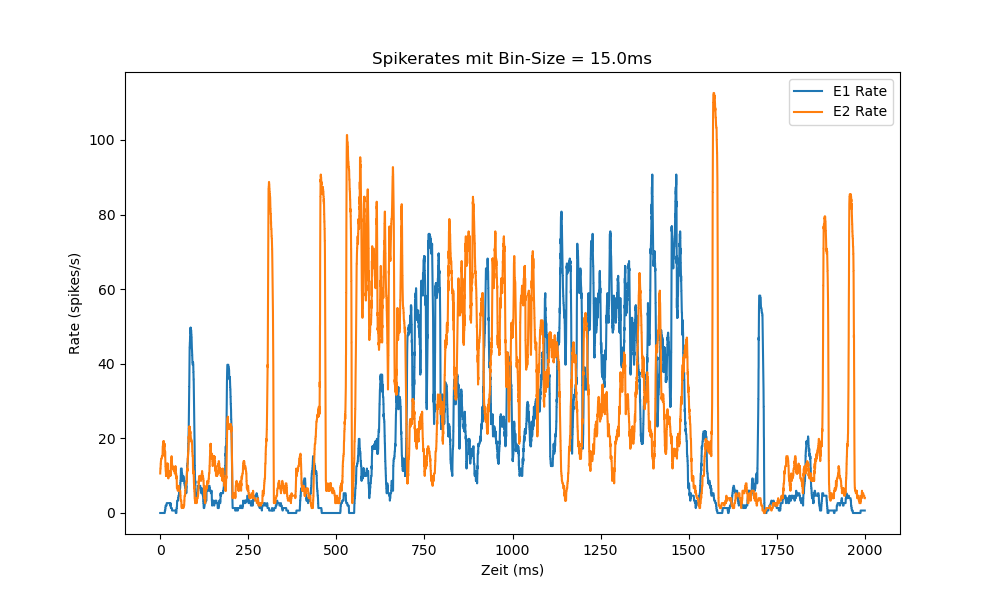 Spikerates mit Bin-Size = 15.0ms
E1 Rate
E2 Rate
Rate (spikes/s)
100
80
60
40
20
0
0 250 500 750 1000 1250 1500 1750 2000
Zeit (ms)